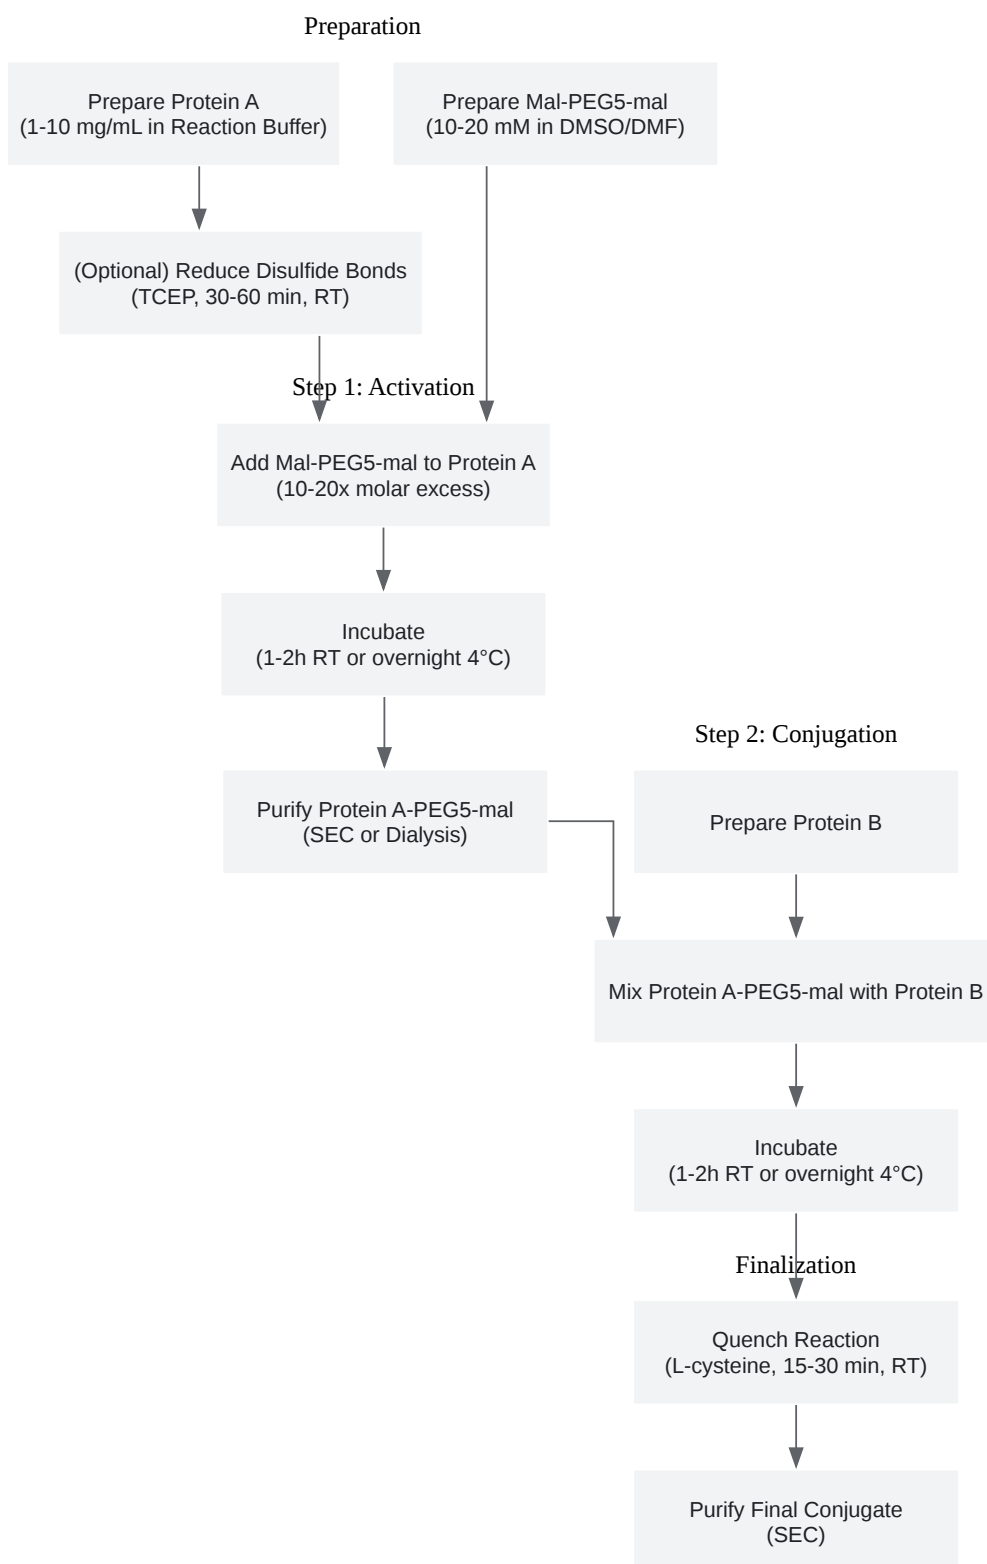 Preparation
Prepare Protein A
(1-10 mg/mL in Reaction Buffer)
Prepare Mal-PEG5-mal
(10-20 mM in DMSO/DMF)
(Optional) Reduce Disulfide Bonds
(TCEP, 30-60 min, RT)
Step 1: Activation
Add Mal-PEG5-mal to Protein A
(10-20x molar excess)
Incubate
(1-2h RT or overnight 4°C)
Purify Protein A-PEG5-mal
(SEC or Dialysis)
Step 2: Conjugation
Prepare Protein B
Mix Protein A-PEG5-mal with Protein B
Incubate
(1-2h RT or overnight 4°C)
Finalization
Quench Reaction
(L-cysteine, 15-30 min, RT)
Purify Final Conjugate
(SEC)